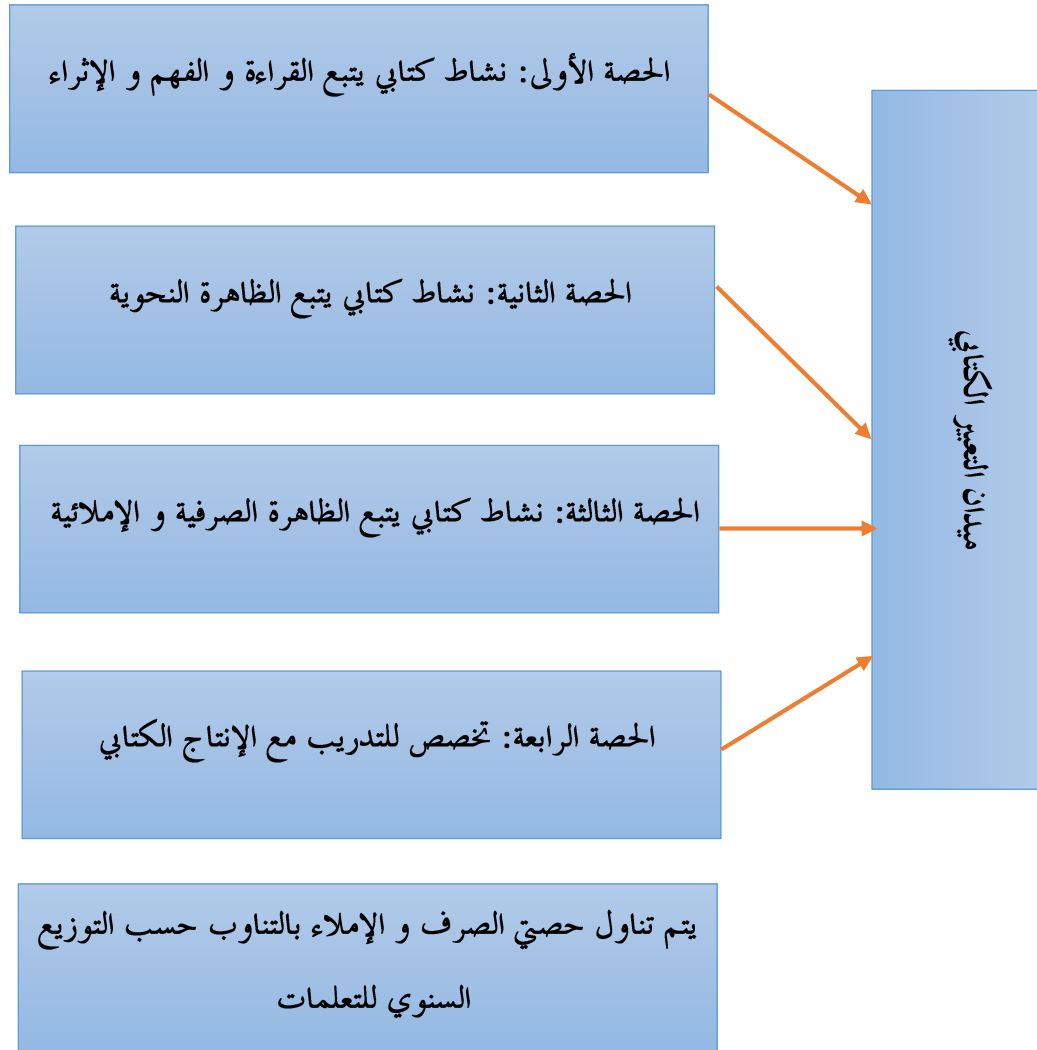 الحصة الأولى: نشاط كتابي يتبع القراءة و الفهم و الإثراء
الحصة الثانية: نشاط كتابي يتبع الظاهرة النحوية
الحصة الثالثة: نشاط كتابي يتبع الظاهرة الصرفية و الإملائية
الحصة الرابعة: تخصص للتدريب مع الإنتاج الكتابي
يتم تناول حصتي الصرف و الإملاء بالتناوب حسب التوزيع
السنوي للتعلمات
ميدان التعبير الكتابي